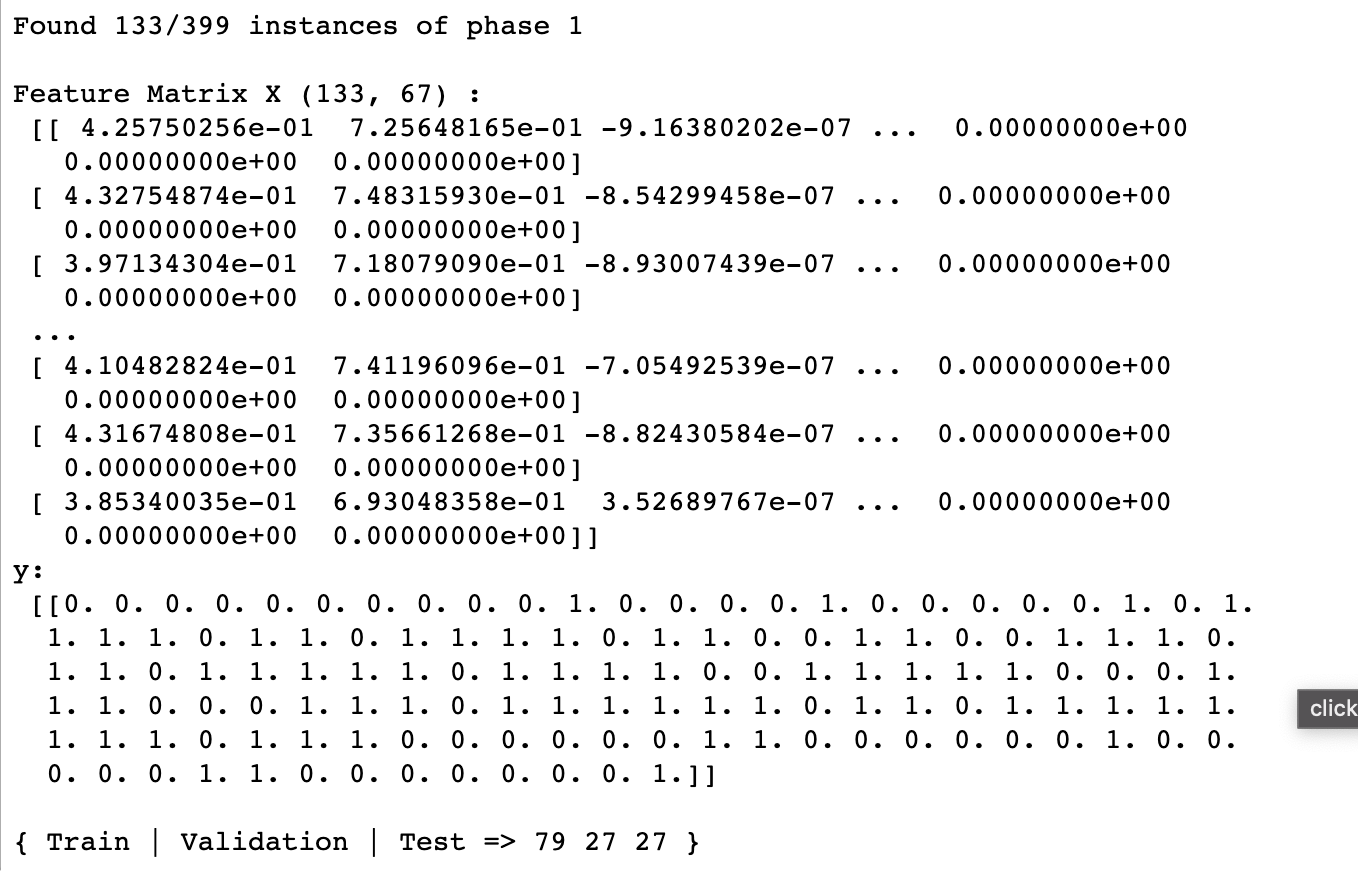 Found 133/399 instances of phase 1
Feature Matrix X (133, 67) :
[[ 4.25750256e-01  7.25648165e-01 -9.16380202e-07 ...  0.00000000e+00
0.00000000e+00  0.00000000e+00]
[ 4.32754874e-01  7.48315930e-01 -8.54299458e-07 ...  0.00000000e+00
0.00000000e+00  0.00000000e+00]
[ 3.97134304e-01  7.18079090e-01 -8.93007439e-07 ...  0.00000000e+00
0.00000000e+00  0.00000000e+00]
...
[ 4.10482824e-01  7.41196096e-01 -7.05492539e-07 ...  0.00000000e+00
0.00000000e+00  0.00000000e+00]
[ 4.31674808e-01  7.35661268e-01 -8.82430584e-07 ...  0.00000000e+00
0.00000000e+00  0.00000000e+00]
[ 3.85340035e-01  6.93048358e-01  3.52689767e-07 ...  0.00000000e+00
0.00000000e+00  0.00000000e+00]]
y:
[[0. 0. 0. 0. 0. 0. 0. 0. 0. 0. 1. 0. 0. 0. 0. 1. 0. 0. 0. 0. 0. 1. 0. 1.
1. 1. 1. 0. 1. 1. 0. 1. 1. 1. 1. 0. 1. 1. 0. 0. 1. 1. 0. 0. 1. 1. 1. 0.
1. 1. 0. 1. 1. 1. 1. 1. 0. 1. 1. 1. 1. 0. 0. 1. 1. 1. 1. 1. 0. 0. 0. 1.
1. 1. 0. 0. 0. 1. 1. 1. 0. 1. 1. 1. 1. 1. 1. 0. 1. 1. 0. 1. 1. 1. 1. 1.
1. 1. 1. 0. 1. 1. 1. 0. 0. 0. 0. 0. 0. 1. 1. 0. 0. 0. 0. 0. 0. 1. 0. 0.
0. 0. 0. 1. 1. 0. 0. 0. 0. 0. 0. 0. 1.]]
click
{ Train | Validation | Test => 79 27 27 }